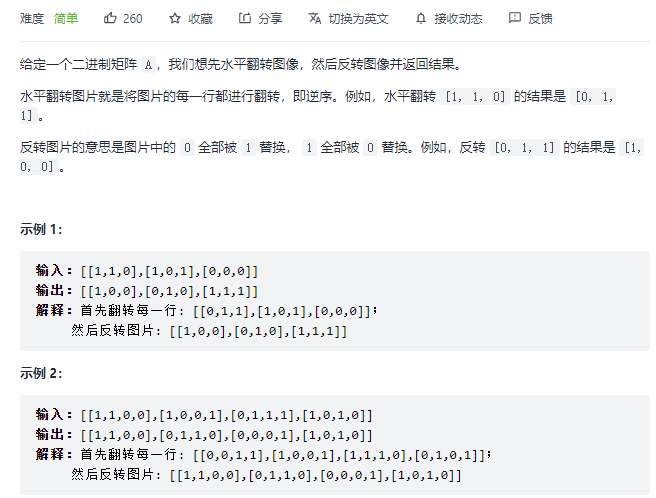 难度 简单 260 收藏 分享 切换为英文 接收动态 反馈
给定一个二进制矩阵 A，我们想先水平翻转图像，然后反转图像并返回结果。
水平翻转图片就是将图片的每一行都进行翻转，即逆序。例如，水平翻转 [1, 1, 0] 的结果是 [0, 1,
1]。
反转图片的意思是图片中的 0 全部被 1 替换， 1 全部被 0 替换。例如，反转 [0, 1, 1] 的结果是 [1,
0, 0]。
示例 1：
输入：[[1,1,0],[1,0,1],[0,0,0]]
输出：[[1,0,0],[0,1,0],[1,1,1]]
解释：首先翻转每一行：[[0,1,1],[1,0,1],[0,0,0]]；
然后反转图片：[[1,0,0],[0,1,0],[1,1,1]]
示例 2：
输入：[[1,1,0,0],[1,0,0,1],[0,1,1,1],[1,0,1,0]]
输出：[[1,1,0,0],[0,1,1,0],[0,0,0,1],[1,0,1,0]]
解释：首先翻转每一行：[[0,0,1,1],[1,0,0,1],[1,1,1,0],[0,1,0,1]]；
然后反转图片：[[1,1,0,0],[0,1,1,0],[0,0,0,1],[1,0,1,0]]